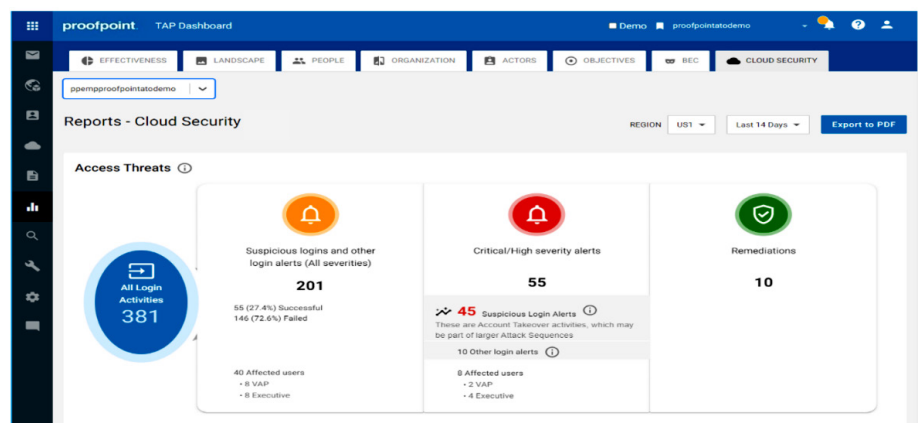 proofpoint. TAP Dashboard
Demo proofpointatodemo
EFFECTIVENESS LANDSCAPE PEOPLE ORGANIZATION ACTORS OBJECTIVES BEC CLOUD SECURITY
ppempproofpointatodemo
Reports - Cloud Security
REGION US1 Last 14 Days Export to PDF
Access Threats
All Login
Activities
381
Suspicious logins and other
login alerts (All severities)
201
55 (27.4%) Successful
146 (72.6%) Failed
40 Affected users
• 8 VAP
• 8 Executive
Critical/High severity alerts
55
45 Suspicious Login Alerts
These are Account Takeover activities, which may
be part of larger Attack Sequences
10 Other login alerts
8 Affected users
• 2 VAP
• 4 Executive
Remediations
10